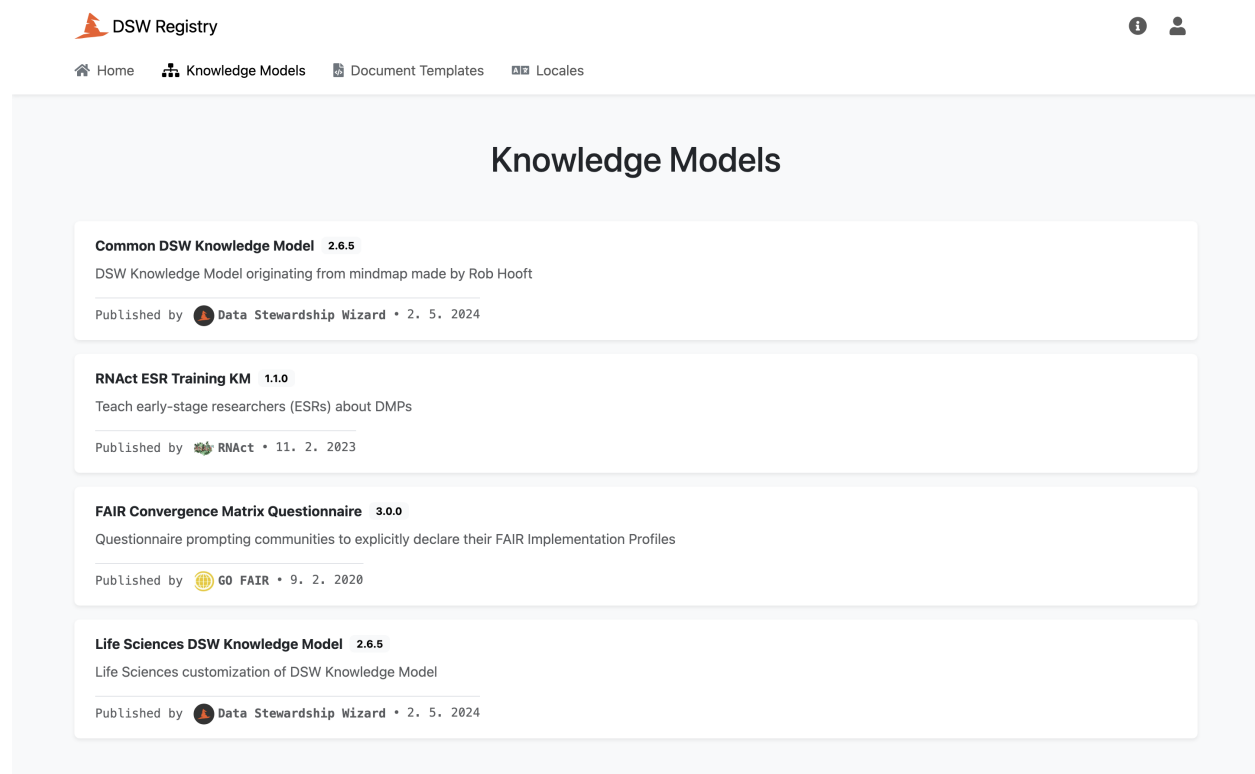 DSW Registry
Home Knowledge Models Document Templates Locales
Knowledge Models
Common DSW Knowledge Model 2.6.5
DSW Knowledge Model originating from mindmap made by Rob Hooft
Published by Data Stewardship Wizard • 2. 5. 2024
RNAct ESR Training KM 1.1.0
Teach early-stage researchers (ESRs) about DMPs
Published by RNAct • 11. 2. 2023
FAIR Convergence Matrix Questionnaire 3.0.0
Questionnaire prompting communities to explicitly declare their FAIR Implementation Profiles
Published by GO FAIR • 9. 2. 2020
Life Sciences DSW Knowledge Model 2.6.5
Life Sciences customization of DSW Knowledge Model
Published by Data Stewardship Wizard • 2. 5. 2024